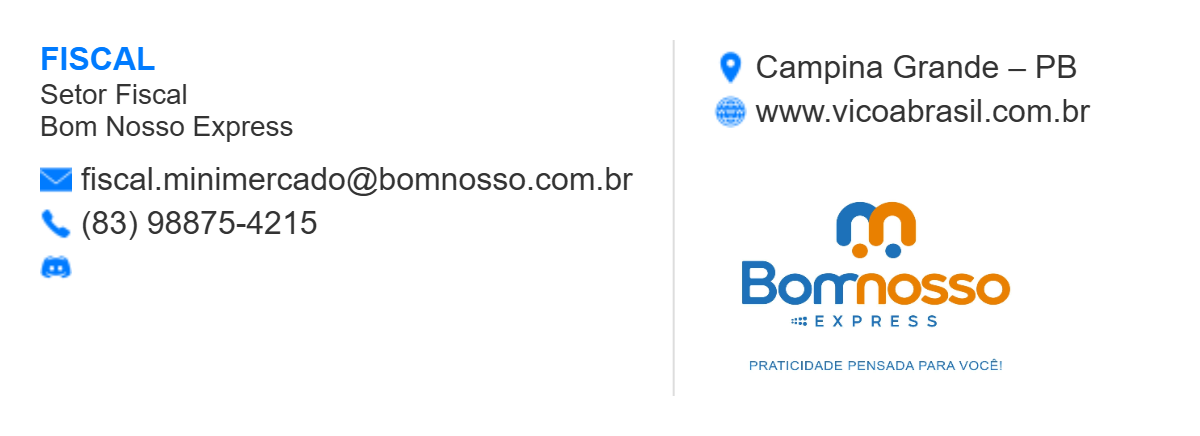 FISCAL
Setor Fiscal
Bom Nosso Express
fiscal.minimercado@bomnosso.com.br
(83) 98875-4215
Campina Grande – PB
www.vicoabrasil.com.br
Bomnosso
EXPRESS
PRATICIDADE PENSADA PARA VOCÊ!